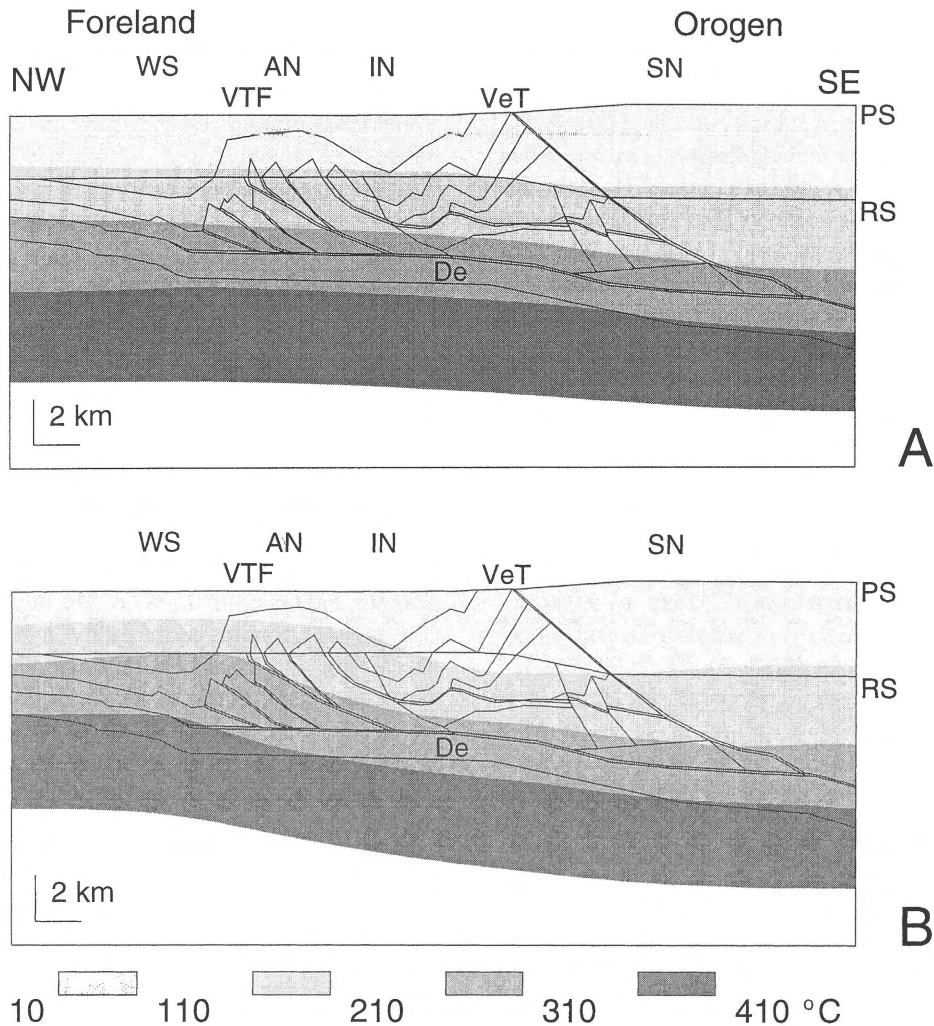 Foreland Orogen
WS AN IN SN
NW SE
VTF VeT
PS
RS
De
2 km
A
WS AN IN SN
VTF VeT
PS
RS
De
2 km
B
10 110 210 310 410 °C